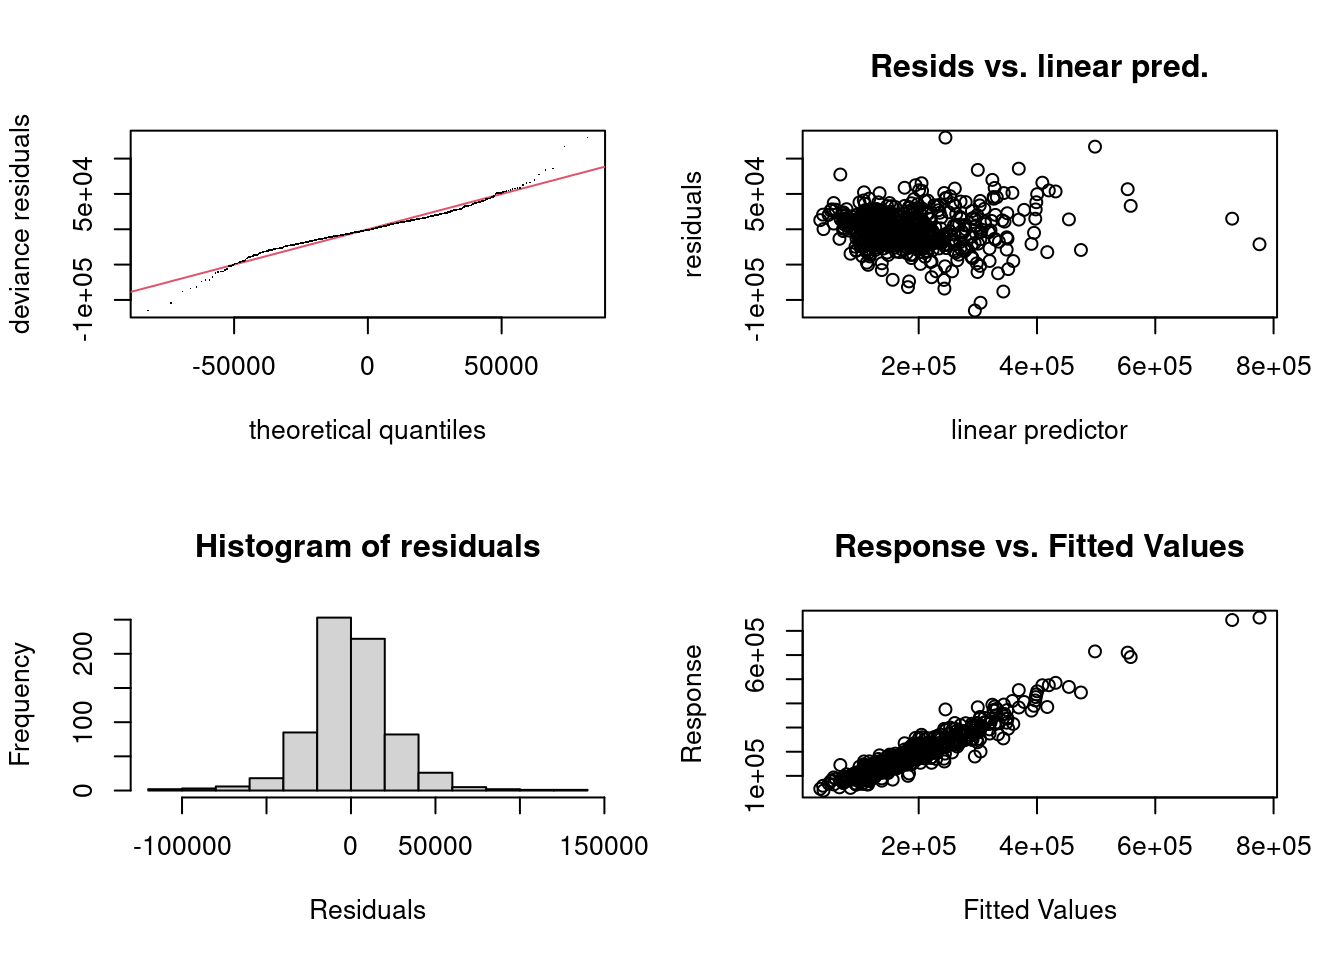 deviance residuals
-1e+05 5e+04
-50000 0 50000
theoretical quantiles
Resids vs. linear pred.
residuals
-1e+05 5e+04
2e+05 4e+05 6e+05 8e+05
linear predictor
Histogram of residuals
Frequency
0 100 200
-100000 0 50000 150000
Residuals
Response vs. Fitted Values
Response
1e+05 6e+05
2e+05 4e+05 6e+05 8e+05
Fitted Values